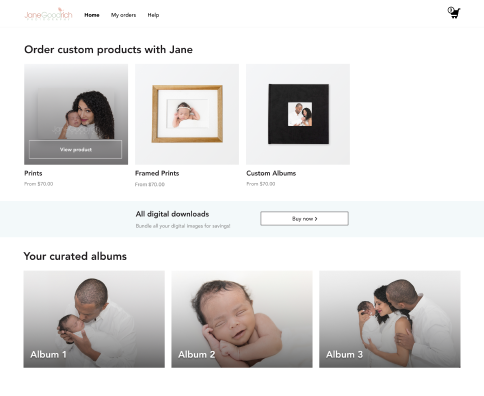 JaneGoodrich
Home
My orders
Help
Order custom products with Jane
View product
Prints
From $70.00
Framed Prints
From $70.00
Custom Albums
From $70.00
All digital downloads
Bundle all your digital images for savings!
Buy now >
Your curated albums
Album 1
Album 2
Album 3